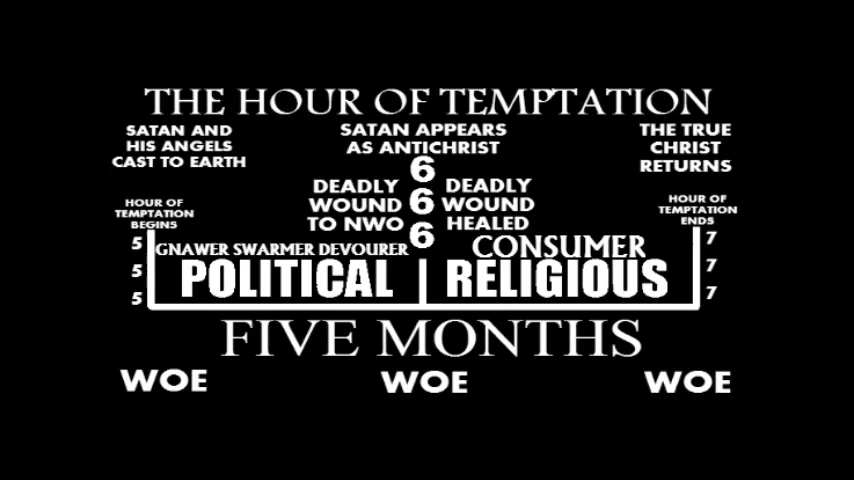 THE HOUR OF TEMPTATION
SATAN AND
HIS ANGELS
CAST TO EARTH
SATAN APPEARS
AS ANTICHRIST
THE TRUE
CHRIST
RETURNS
6
6
6
DEADLY
WOUND
TO NWO
DEADLY
WOUND
HEALED
HOUR OF
TEMPTATION
BEGINS
HOUR OF
TEMPTATION
ENDS
5
5
5
GNAWER SWARMER DEVOURER
POLITICAL
CONSUMER
RELIGIOUS
7
7
7
FIVE MONTHS
WOE
WOE
WOE